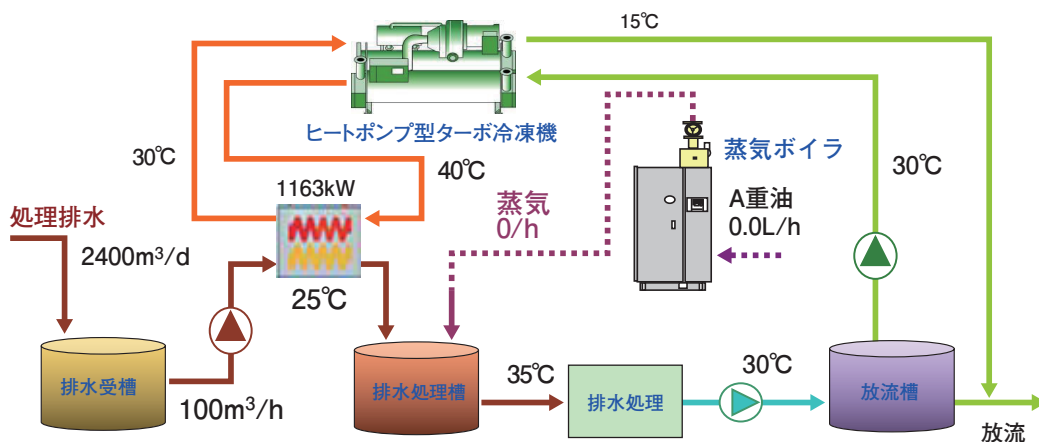 15℃
ヒートポンプ型ターボ冷凍機
30℃
40℃
1163kW
処理排水
2400m³/d
25℃
蒸気
0/h
蒸気ボイラ
A重油
0.0L/h
30℃
排水受槽
100m³/h
排水処理槽
35℃
排水処理
30℃
放流槽
放流